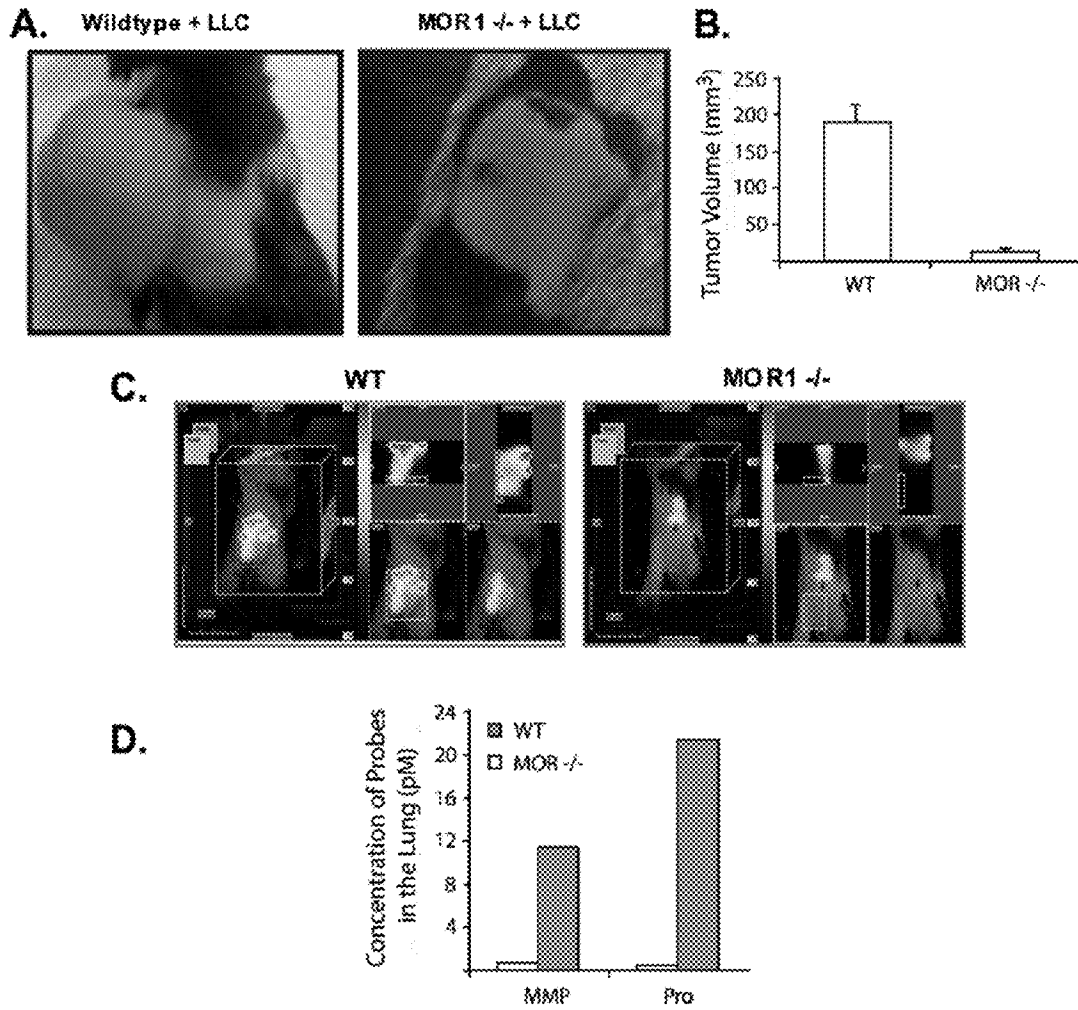 A.
Wildtype + LLC
MOR1 -/- + LLC
B.
Tumor Volume (mm³)
250
200
150
100
50
WT
MOR -/-
C.
WT
MOR1 -/-
D.
Concentration of Probes
in the Lung (pM)
24
20
16
12
8
4
WT
MOR -/-
MMP
Pro